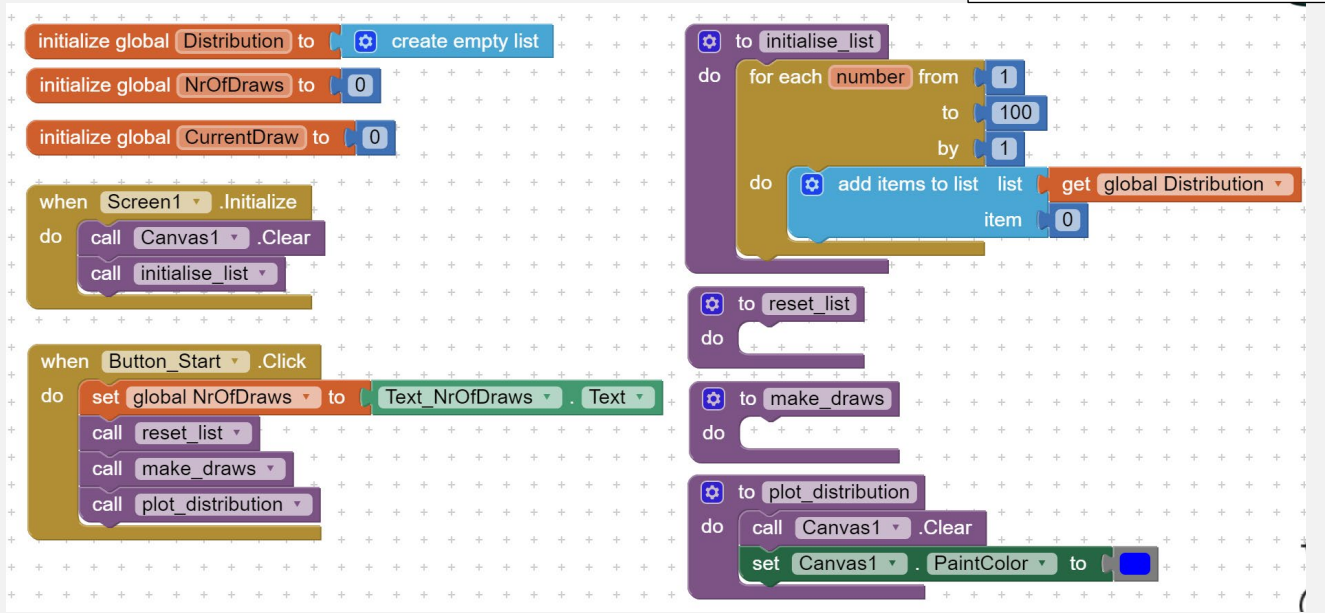 initialize global Distribution to create empty list
initialize global NrOfDraws to 0
initialize global CurrentDraw to 0
when Screen1 .Initialize
do call Canvas1 .Clear
call initialise_list
when Button_Start .Click
do set global NrOfDraws to Text_NrOfDraws . Text
call reset_list
call make_draws
call plot_distribution
to initialise_list
do for each number from 1
to 100
by 1
do add items to list list get global Distribution
item 0
to reset_list
do
to make_draws
do
to plot_distribution
do call Canvas1 .Clear
set Canvas1 . PaintColor to